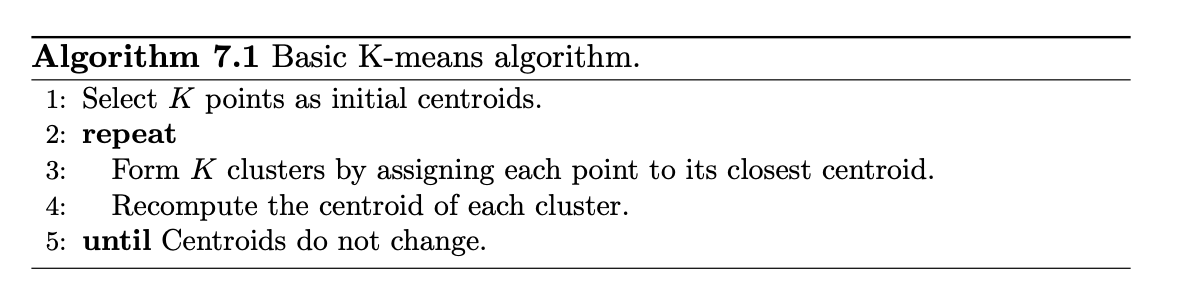 Algorithm 7.1 Basic K-means algorithm.
1: Select K points as initial centroids.
2: repeat
3: Form K clusters by assigning each point to its closest centroid.
4: Recompute the centroid of each cluster.
5: until Centroids do not change.